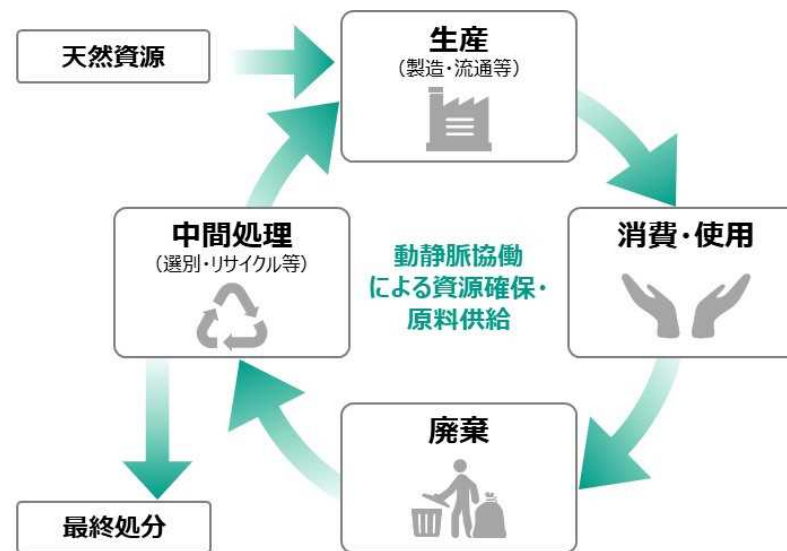 天然資源
生産
（製造・流通等）
中間処理
（選別・リサイクル等）
動静脈協働
による資源確保・
原料供給
消費・使用
廃棄
最終処分